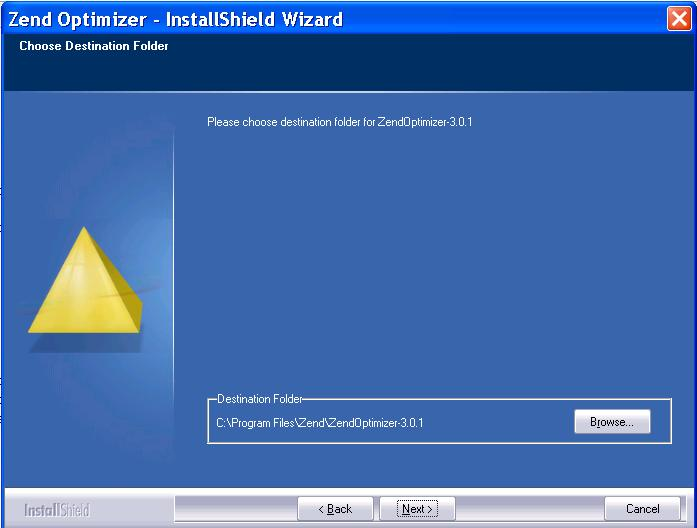 Zend Optimizer - InstallShield Wizard
Choose Destination Folder
Please choose destination folder for ZendOptimizer-3.0.1
Destination Folder
C:\Program Files\Zend\ZendOptimizer-3.0.1
Browse...
InstallShield
< Back
Next >
Cancel